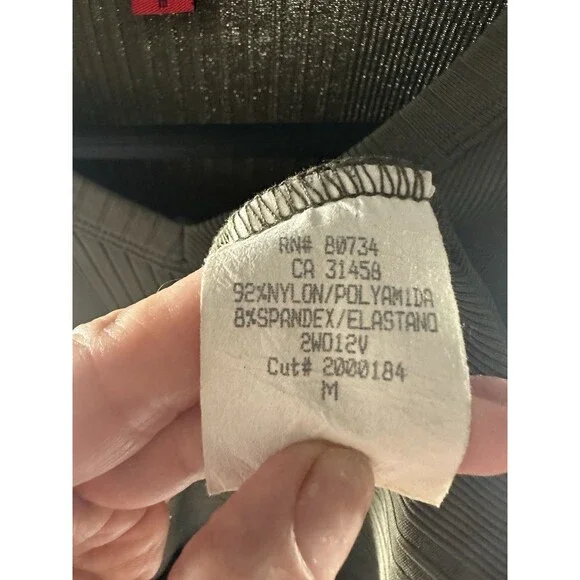 RN# 80734
CA 31458
92%NYLON/POLYAMIDA
8%SPANDEX/ELASTANO
2WD12V
Cut# 2000184
M